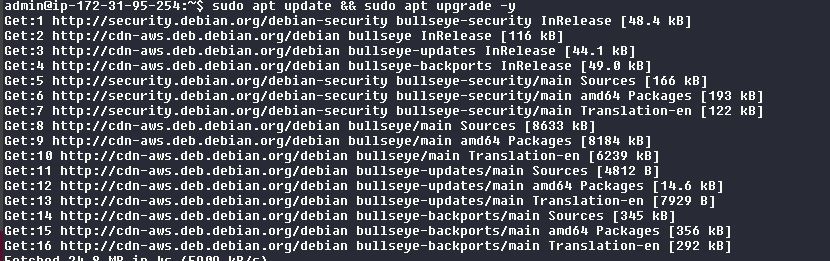 admin@ip-172-31-95-254:~$ sudo apt update && sudo apt upgrade -y
Get:1 http://security.debian.org/debian-security bullseye-security InRelease [48.4 kB]
Get:2 http://cdn-aws.deb.debian.org/debian bullseye InRelease [116 kB]
Get:3 http://cdn-aws.deb.debian.org/debian bullseye-updates InRelease [44.1 kB]
Get:4 http://cdn-aws.deb.debian.org/debian bullseye-backports InRelease [49.0 kB]
Get:5 http://security.debian.org/debian-security bullseye-security/main Sources [166 kB]
Get:6 http://security.debian.org/debian-security bullseye-security/main amd64 Packages [193 kB]
Get:7 http://security.debian.org/debian-security bullseye-security/main Translation-en [122 kB]
Get:8 http://cdn-aws.deb.debian.org/debian bullseye/main Sources [8633 kB]
Get:9 http://cdn-aws.deb.debian.org/debian bullseye/main amd64 Packages [8184 kB]
Get:10 http://cdn-aws.deb.debian.org/debian bullseye/main Translation-en [6239 kB]
Get:11 http://cdn-aws.deb.debian.org/debian bullseye-updates/main Sources [4812 B]
Get:12 http://cdn-aws.deb.debian.org/debian bullseye-updates/main amd64 Packages [14.6 kB]
Get:13 http://cdn-aws.deb.debian.org/debian bullseye-updates/main Translation-en [7929 B]
Get:14 http://cdn-aws.deb.debian.org/debian bullseye-backports/main Sources [345 kB]
Get:15 http://cdn-aws.deb.debian.org/debian bullseye-backports/main amd64 Packages [356 kB]
Get:16 http://cdn-aws.deb.debian.org/debian bullseye-backports/main Translation-en [292 kB]
Fetched 24.8 MB in 4s